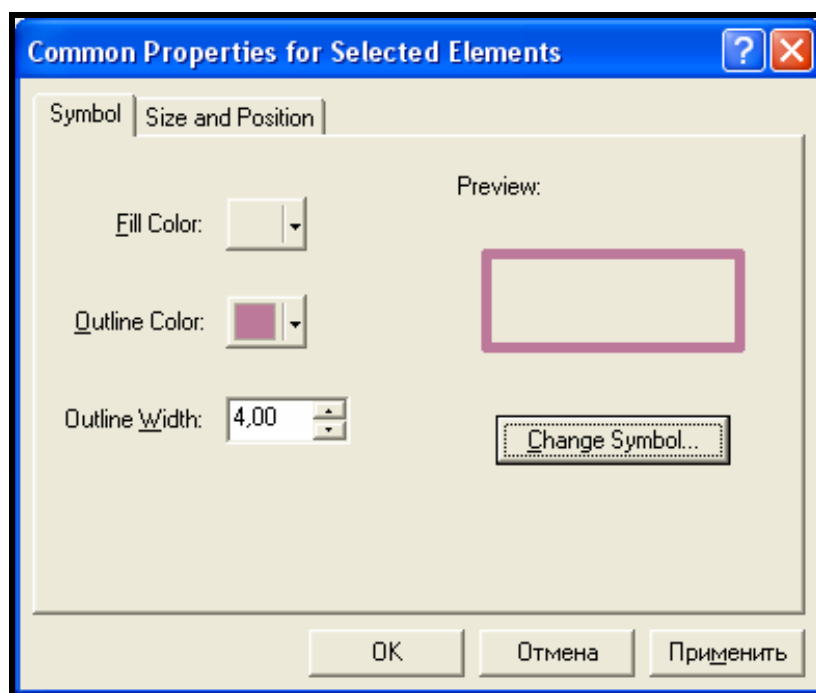 Common Properties for Selected Elements
Symbol
Size and Position
Preview:
Fill Color:
Outline Color:
Outline Width:
4,00
Change Symbol...
OK
Отмена
Применить